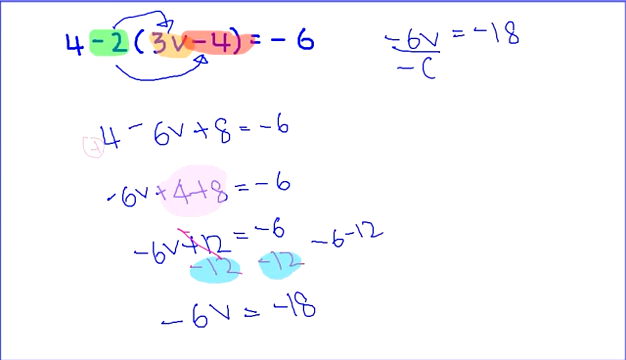 4 -2 ( 3v -4) = - 6
4 - 6v + 8 = -6
-6v + 4 + 8 = -6
-6v + 12 = -6
-12 -12
-6 -12
-6v = -18
-6v = -18
-6